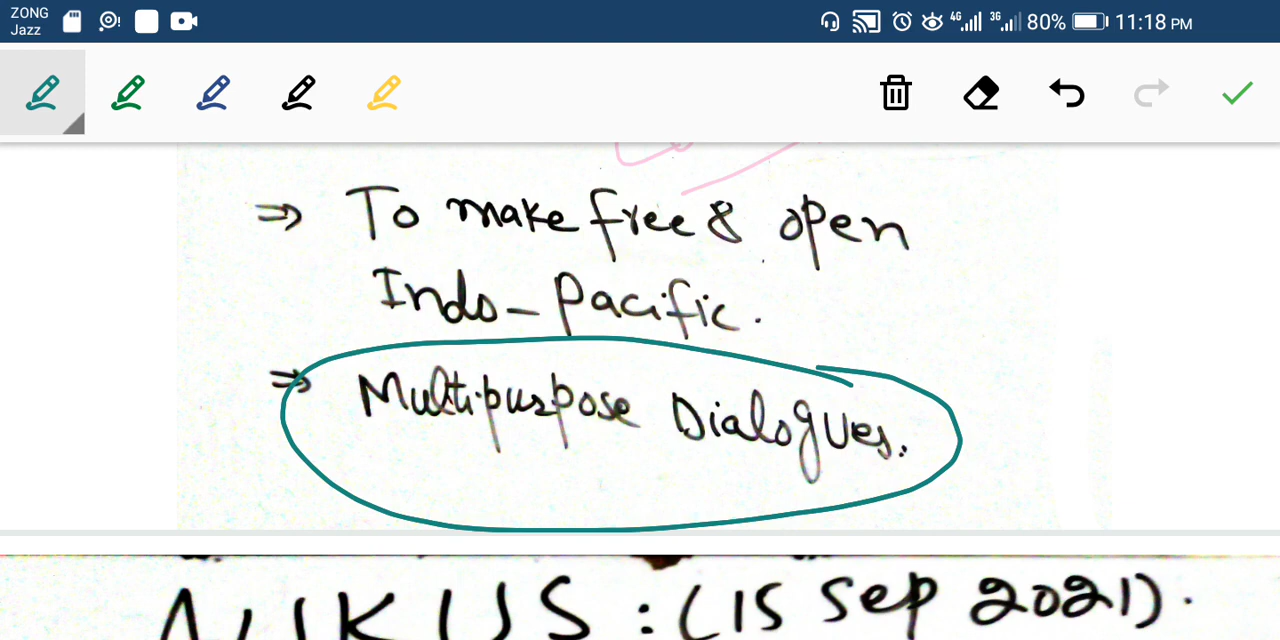 ZONG
Jazz
4G
3G
80%
11:18 PM
⇒ To make free & open
Indo-Pacific.
⇒ Multipurpose Dialogues.
AUKUS : (15 Sep 2021).